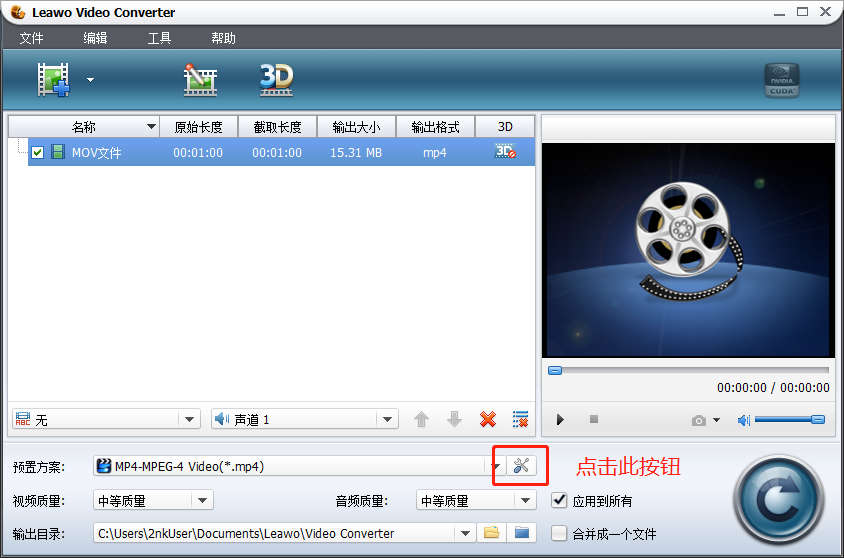 Leawo Video Converter
文件 编辑 工具 帮助
3D NVIDIA CUDA
名称 原始长度 截取长度 输出大小 输出格式 3D
MOV文件 00:01:00 00:01:00 15.31 MB mp4 3D
00:00:00 / 00:00:00
ABC 无 声道 1
预置方案: MP4-MPEG-4 Video(*.mp4) 点击此按钮
视频质量: 中等质量 音频质量: 中等质量 应用到所有
输出目录: C:\Users\2nkUser\Documents\Leawo\Video Converter 合并成一个文件